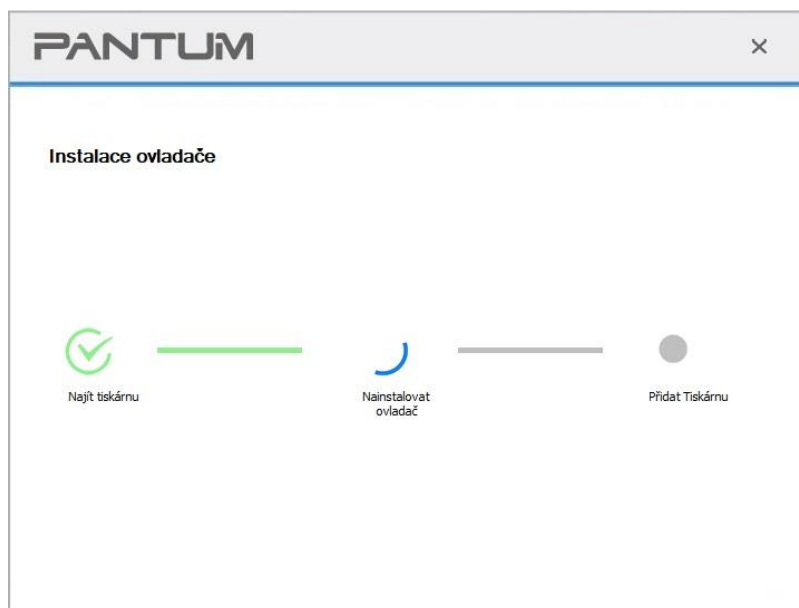 PANTUM
Instalace ovladače
Najít tiskárnu
Nainstalovat
ovladač
Přidat Tiskárnu